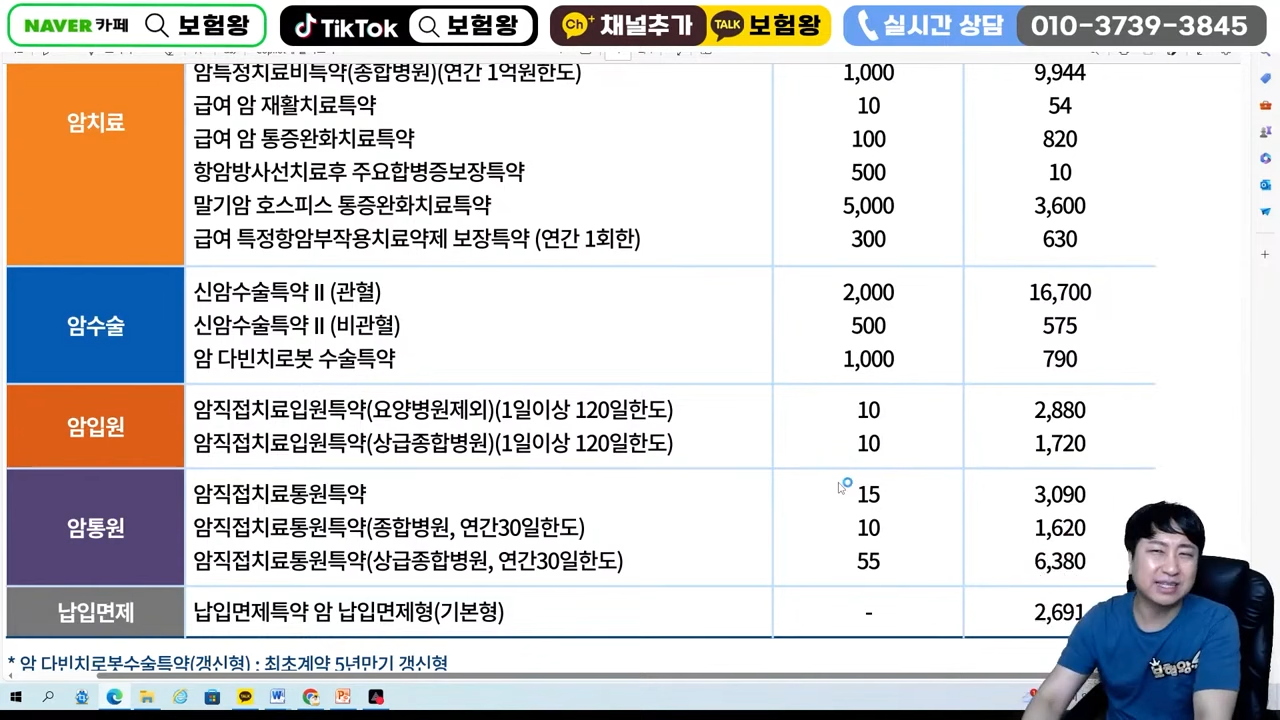 NAVER 카페 보험왕 TikTok 보험왕 Ch+ 채널추가 TALK 보험왕 실시간 상담 010-3739-3845
암특정치료비특약(종합병원)(연간 1억원한도) 1,000 9,944
암치료
급여 암 재활치료특약 10 54
급여 암 통증완화치료특약 100 820
항암방사선치료후 주요합병증보장특약 500 10
말기암 호스피스 통증완화치료특약 5,000 3,600
급여 특정항암부작용치료약제 보장특약 (연간 1회한) 300 630
암수술
신암수술특약 II (관혈) 2,000 16,700
신암수술특약 II (비관혈) 500 575
암 다빈치로봇 수술특약 1,000 790
암입원
암직접치료입원특약(요양병원제외)(1일이상 120일한도) 10 2,880
암직접치료입원특약(상급종합병원)(1일이상 120일한도) 10 1,720
암통원
암직접치료통원특약 15 3,090
암직접치료통원특약(종합병원, 연간30일한도) 10 1,620
암직접치료통원특약(상급종합병원, 연간30일한도) 55 6,380
납입면제 납입면제특약 암 납입면제형(기본형) - 2,691
* 암 다빈치로봇수술특약(갱신형) : 최초계약 5년만기 갱신형
보험왕